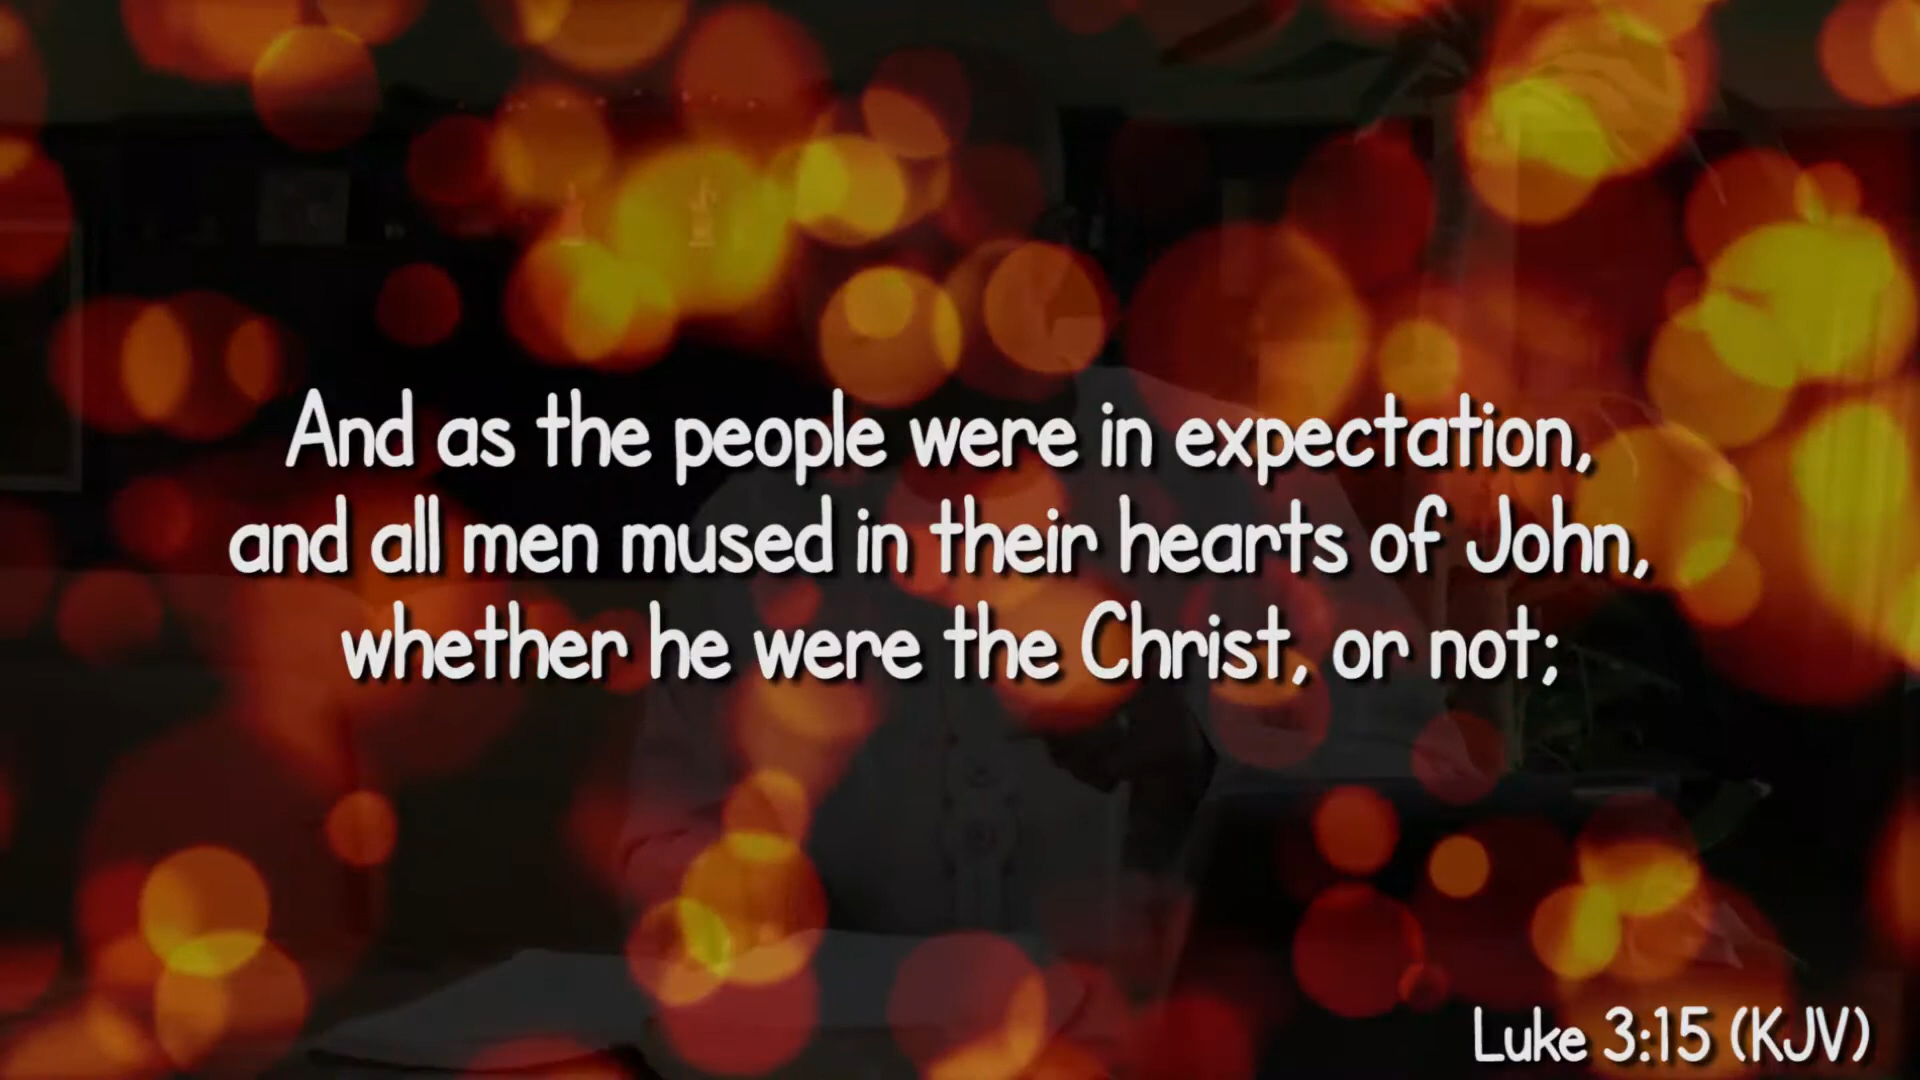 And as the people were in expectation,
and all men mused in their hearts of John,
whether he were the Christ, or not;
Luke 3:15 (KJV)